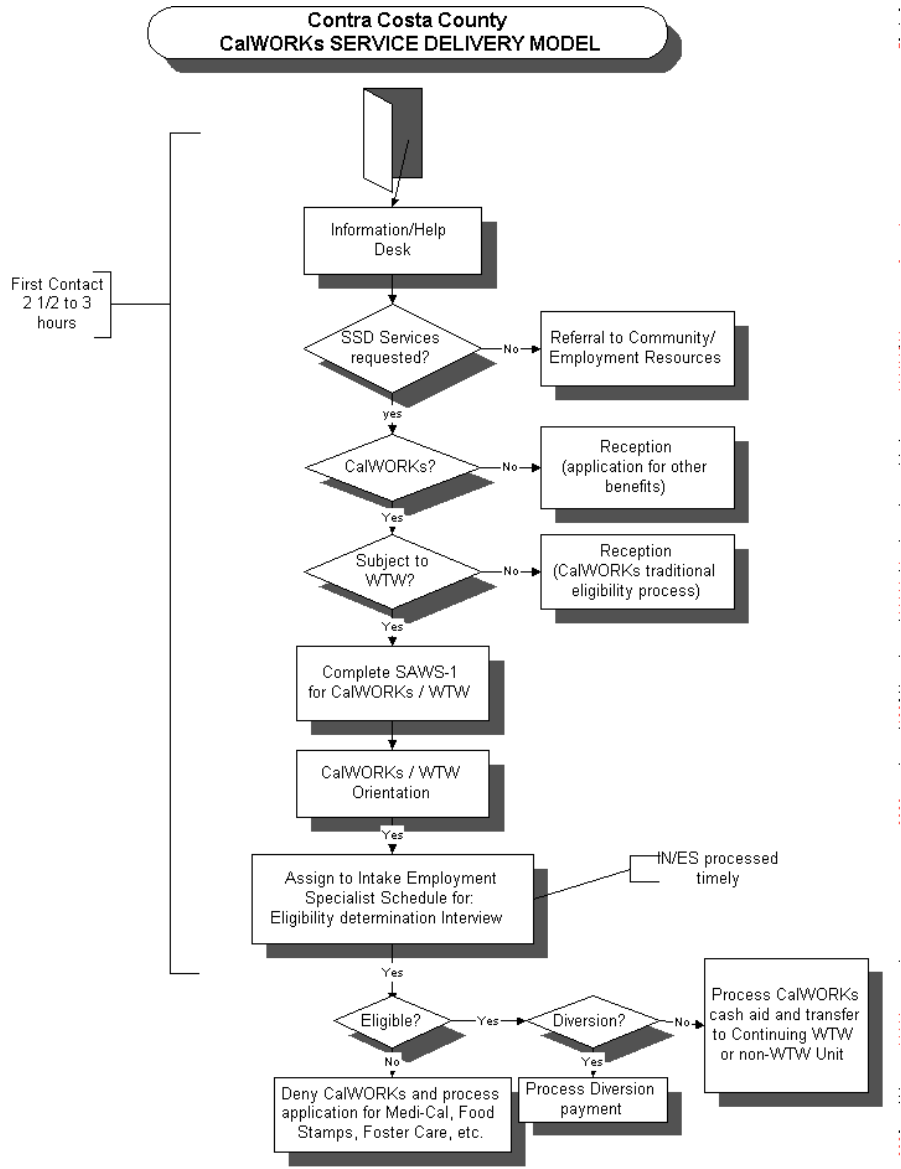 Contra Costa County
CalWORKs SERVICE DELIVERY MODEL
Information/Help
Desk
First Contact
2 1/2 to 3
hours
SSD Services
requested?
No
Referral to Community/
Employment Resources
yes
CalWORKs?
No
Reception
(application for other
benefits)
Yes
Subject to
WTW?
No
Reception
(CalWORKs traditional
eligibility process)
Yes
Complete SAWS-1
for CalWORKs / WTW
CalWORKs / WTW
Orientation
Yes
Assign to Intake Employment
Specialist Schedule for:
Eligibility determination Interview
IN/ES processed
timely
Yes
Eligible?
Yes
Diversion?
No
Process CalWORKs
cash aid and transfer
to Continuing WTW
or non-WTW Unit
No
Yes
Deny CalWORKs and process
application for Medi-Cal, Food
Stamps, Foster Care, etc.
Process Diversion
payment